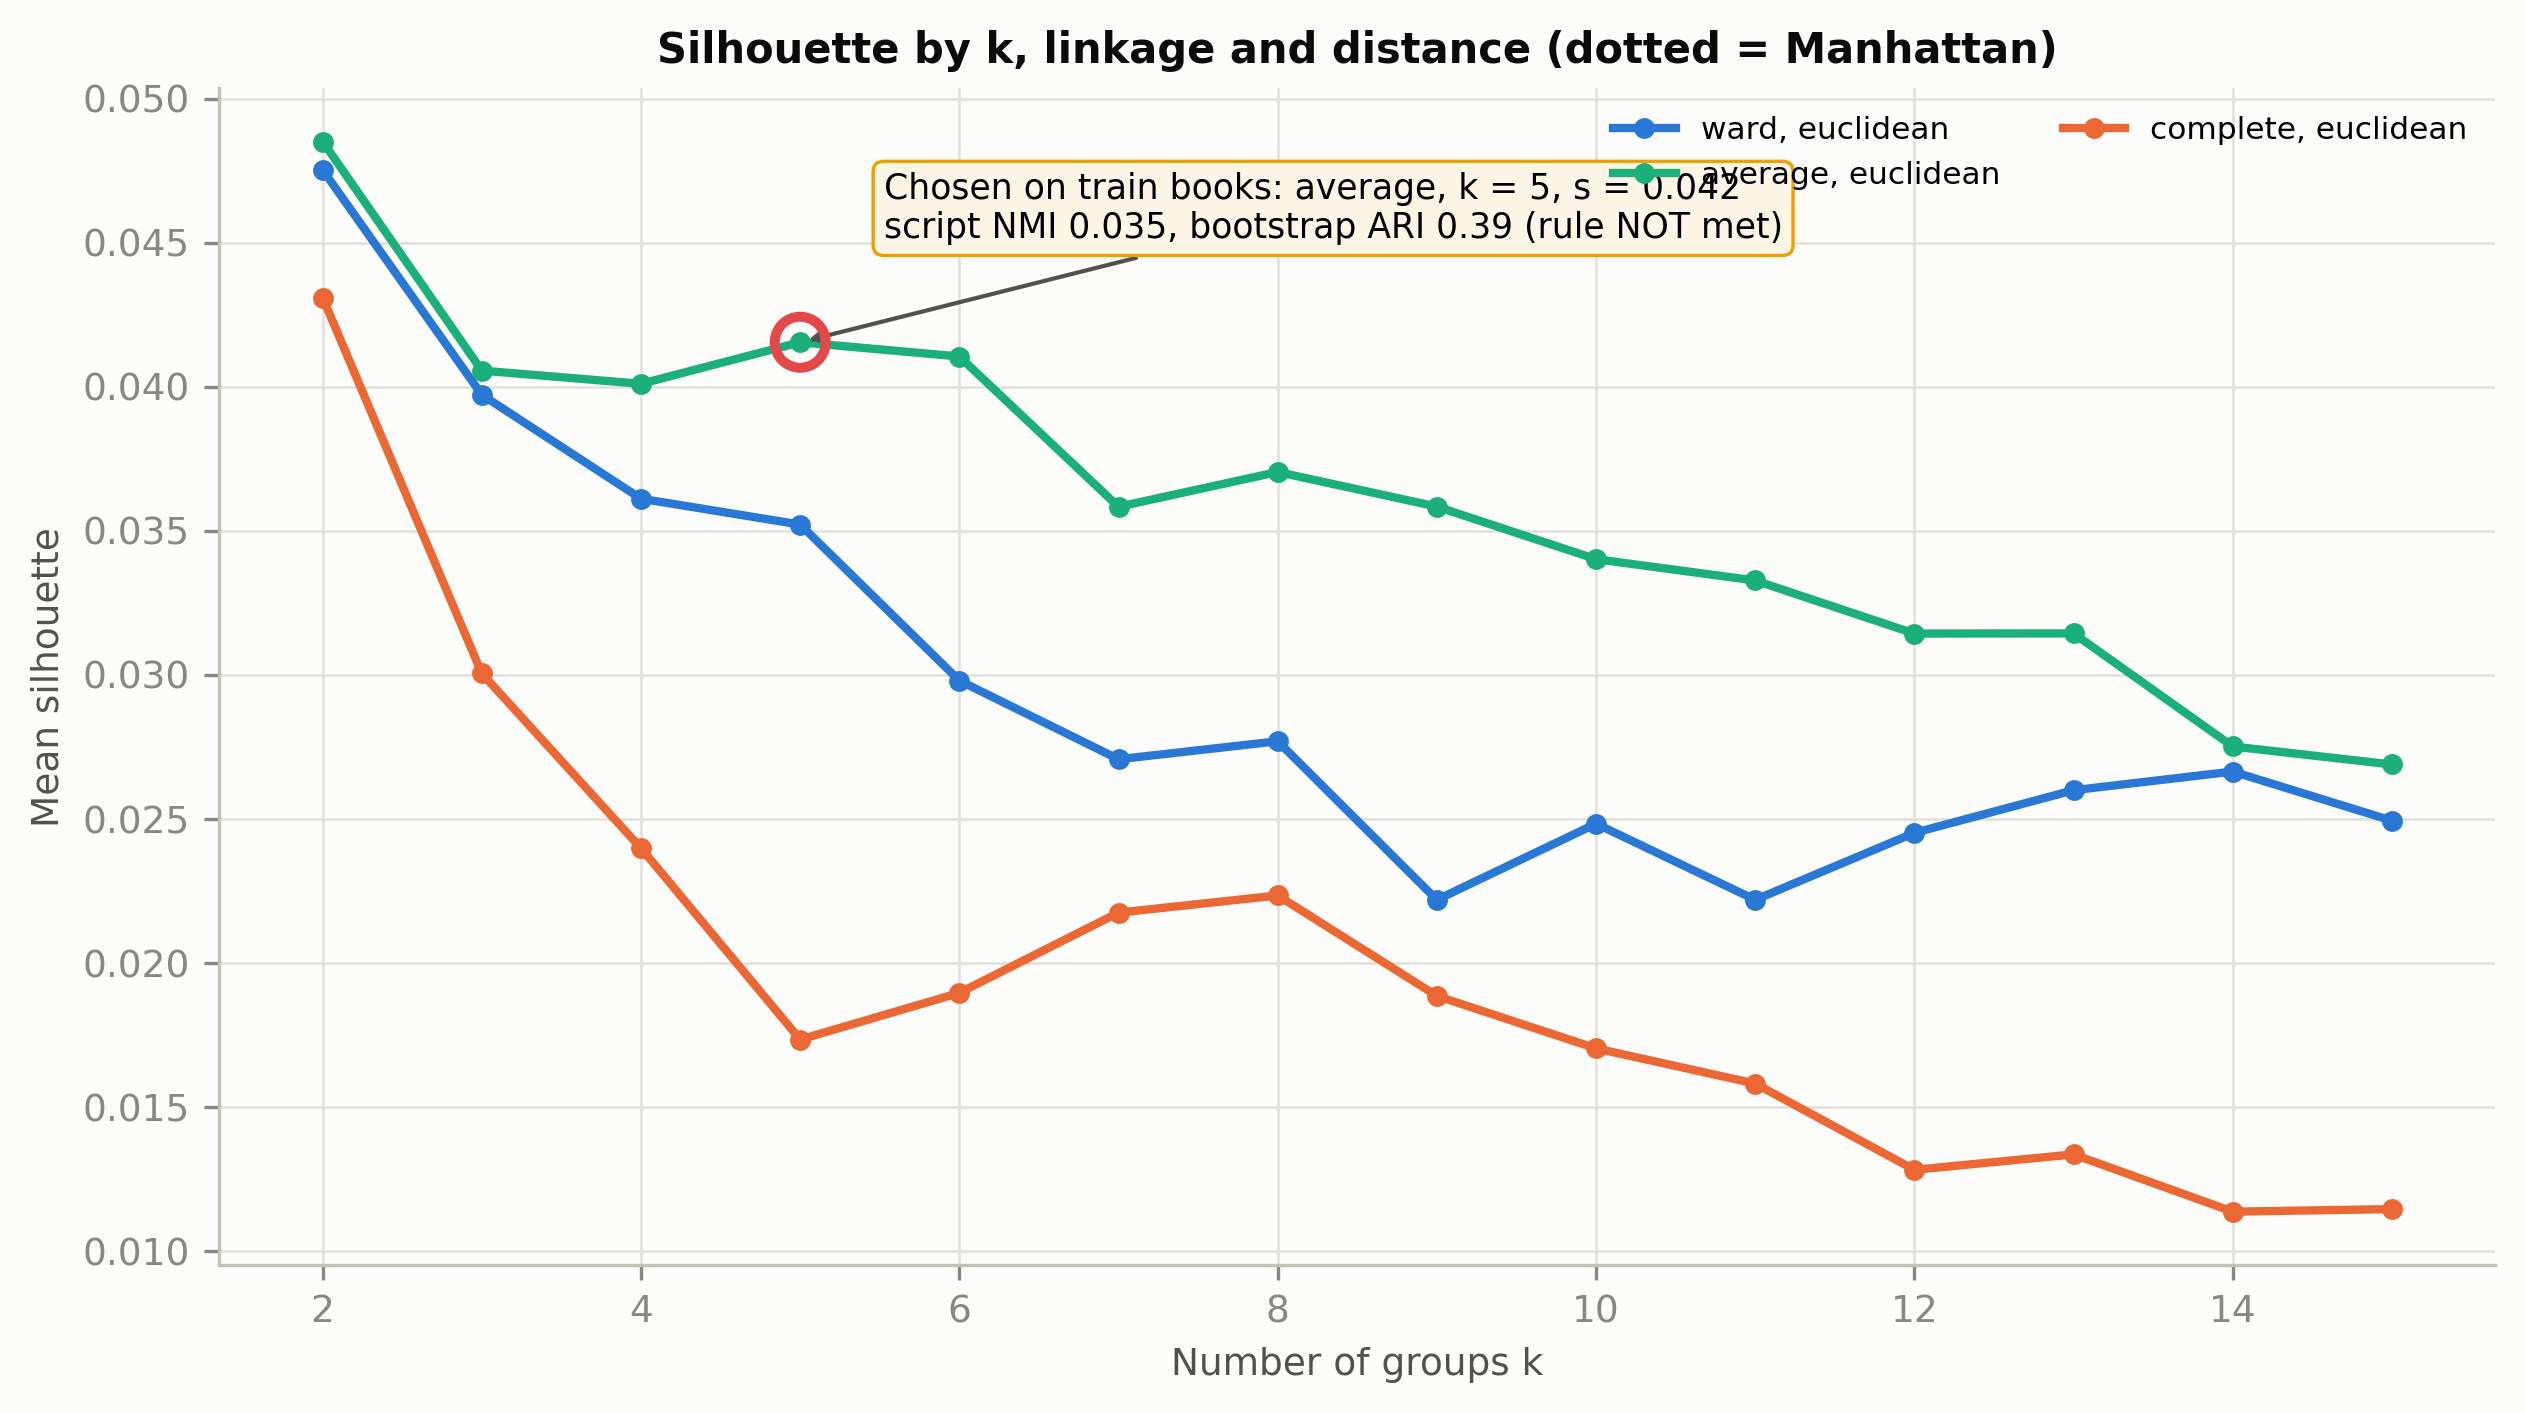 Silhouette by k, linkage and distance (dotted = Manhattan)
ward, euclidean
complete, euclidean
average, euclidean
Chosen on train books: average, k = 5, s = 0.042
script NMI 0.035, bootstrap ARI 0.39 (rule NOT met)
Mean silhouette
0.050
0.045
0.040
0.035
0.030
0.025
0.020
0.015
0.010
2 4 6 8 10 12 14
Number of groups k